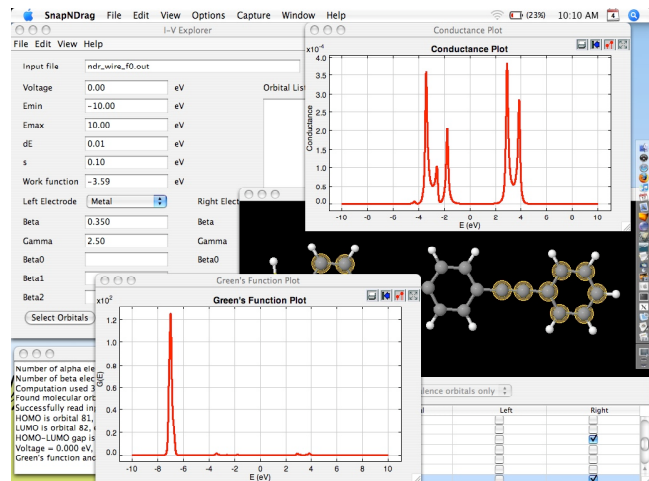 SnapNDrag File Edit View Options Capture Window Help (23%) 10:10 AM 4
I-V Explorer
File Edit View Help
Input file ndr_wire_f0.out
Voltage 0.00 eV Orbital List
Emin -10.00 eV
Emax 10.00 eV
dE 0.01 eV
s 0.10
Work function -3.59 eV
Left Electrode Metal Right Elect
Beta 0.350 Beta
Gamma 2.50 Gamma
Beta0 Beta0
Beta1
Beta2
Select Orbitals
Conductance Plot
x10^-4 Conductance Plot
4.0
3.5
3.0
2.5
2.0
1.5
1.0
0.6
0.0
Conductance
-10 -8 -6 -4 -2 0 2 4 6 8 10
E (eV)
Green's Function Plot
x10^2 Green's Function Plot
1.2
1.0
0.8
0.6
0.4
0.2
0.0
G(E)
-10 -8 -6 -4 -2 0 2 4 6 8 10
E (eV)
Number of alpha ele
Number of beta elec
Computation used 3
Found molecular orb
Successfully read inp
HOMO is orbital 81,
LUMO is orbital 82,
HOMO-LUMO gap is
Voltage = 0.000 eV,
Green's function and
lence orbitals only
Left Right